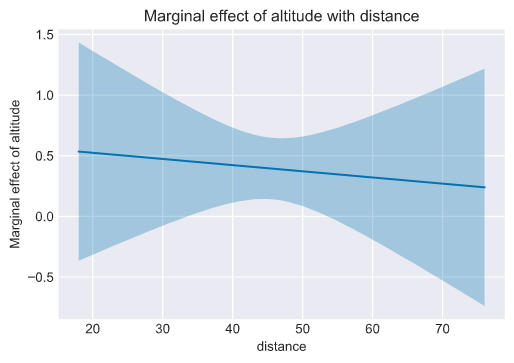 Marginal effect of altitude with distance
Marginal effect of altitude
1.5
1.0
0.5
0.0
−0.5
20 30 40 50 60 70
distance